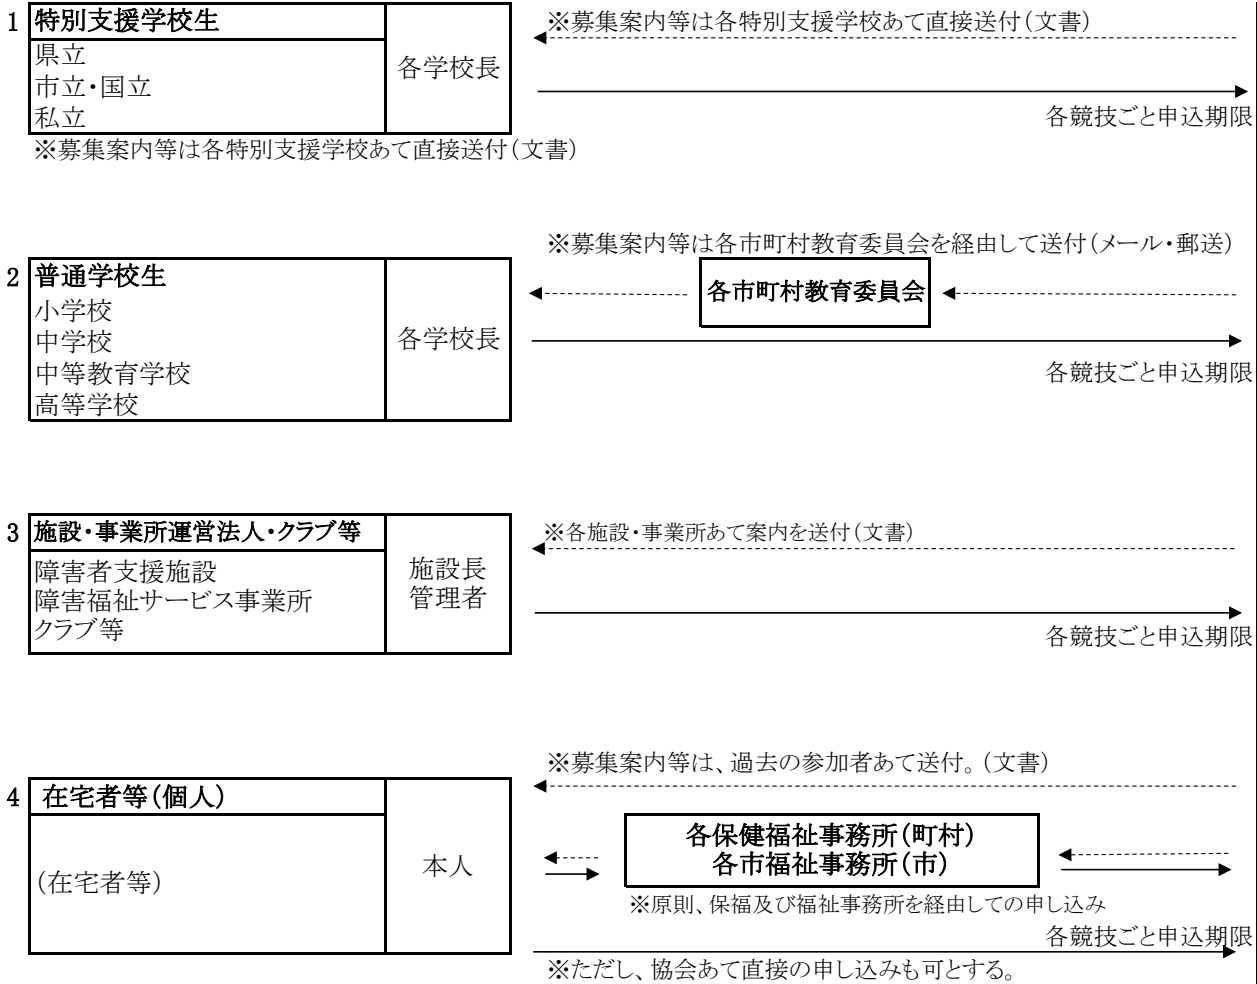 1 特別支援学校生
県立
市立・国立
私立
各学校長
※募集案内等は各特別支援学校あて直接送付(文書)
各競技ごと申込期限
※募集案内等は各特別支援学校あて直接送付(文書)
※募集案内等は各市町村教育委員会を経由して送付(メール・郵送)
2 普通学校生
小学校
中学校
中等教育学校
高等学校
各学校長
各市町村教育委員会
各競技ごと申込期限
3 施設・事業所運営法人・クラブ等
障害者支援施設
障害福祉サービス事業所
クラブ等
施設長
管理者
※各施設・事業所あて案内を送付(文書)
各競技ごと申込期限
※募集案内等は、過去の参加者あて送付。(文書)
4 在宅者等(個人)
(在宅者等)
本人
各保健福祉事務所(町村)
各市福祉事務所(市)
※原則、保福及び福祉事務所を経由しての申し込み
各競技ごと申込期限
※ただし、協会あて直接の申し込みも可とする。